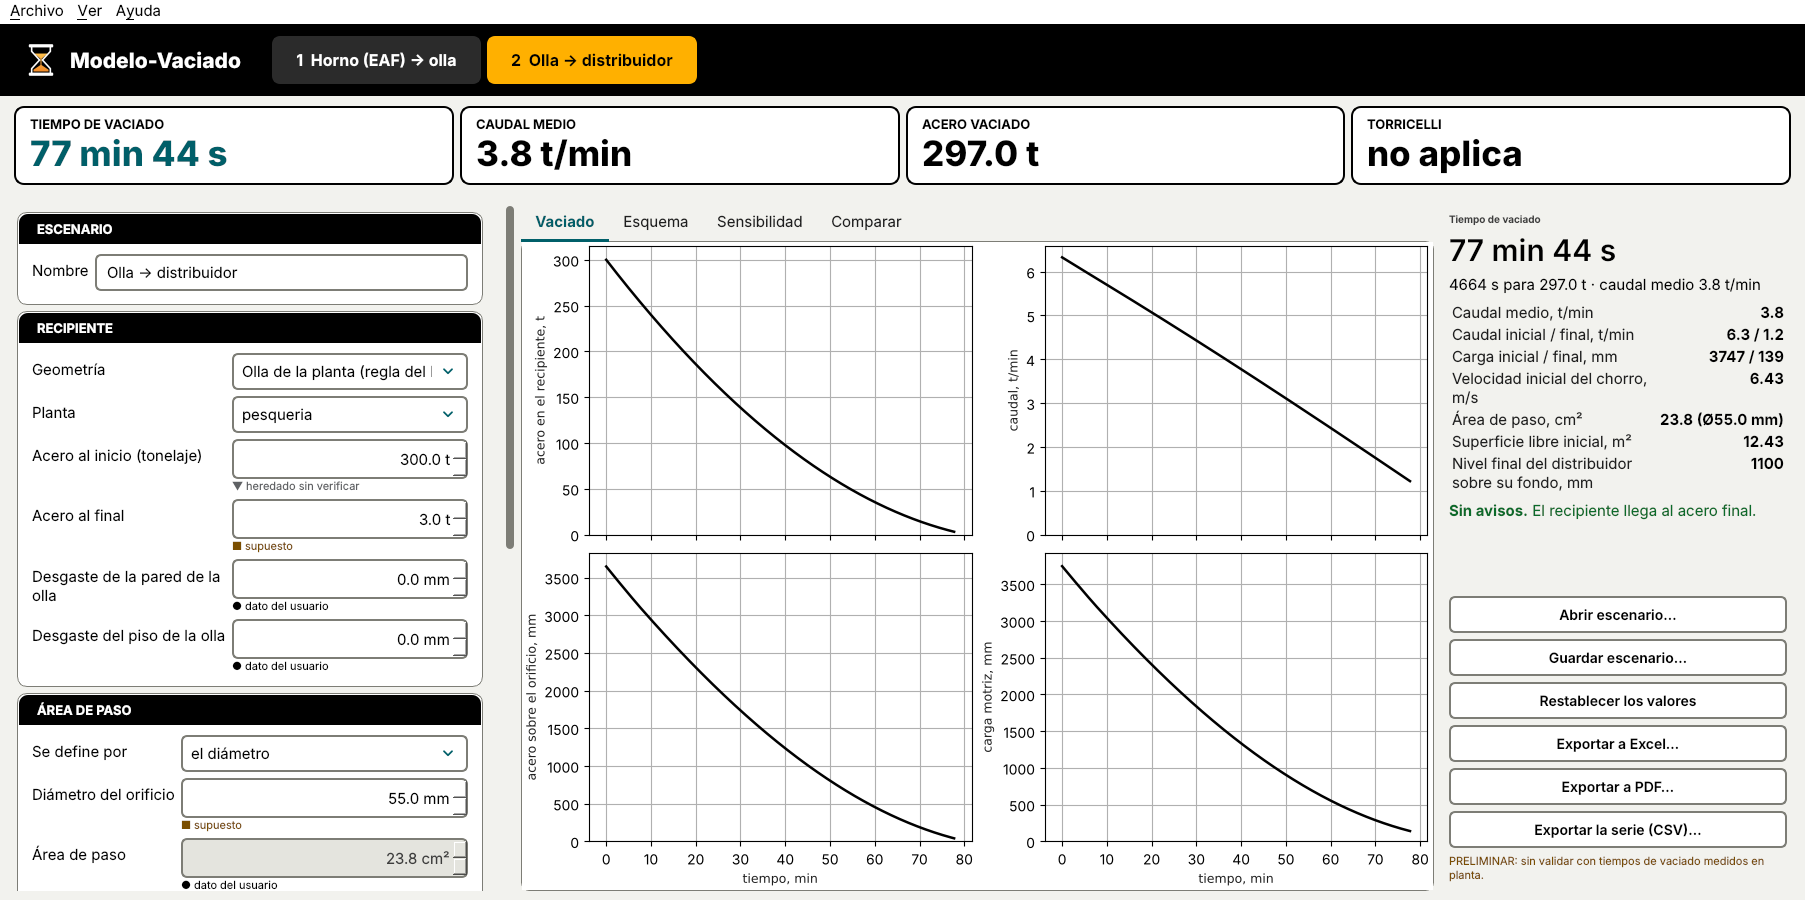 Archivo Ver Ayuda
Modelo-Vaciado
1 Horno (EAF) → olla
2 Olla → distribuidor
TIEMPO DE VACIADO
77 min 44 s
CAUDAL MEDIO
3.8 t/min
ACERO VACIADO
297.0 t
TORRICELLI
no aplica
ESCENARIO
Nombre Olla → distribuidor
RECIPIENTE
Geometría Olla de la planta (regla del
Planta pesqueria
Acero al inicio (tonelaje) 300.0 t
heredado sin verificar
Acero al final 3.0 t
supuesto
Desgaste de la pared de la
olla
0.0 mm
dato del usuario
Desgaste del piso de la olla 0.0 mm
dato del usuario
ÁREA DE PASO
Se define por el diámetro
Diámetro del orificio 55.0 mm
supuesto
Área de paso 23.8 cm²
dato del usuario
Vaciado Esquema Sensibilidad Comparar
acero en el recipiente, t
300
250
200
150
100
50
0
caudal, t/min
6
5
4
3
2
1
0
acero sobre el orificio, mm
3500
3000
2500
2000
1500
1000
500
0
0 10 20 30 40 50 60 70 80
tiempo, min
carga motriz, mm
3500
3000
2500
2000
1500
1000
500
0
0 10 20 30 40 50 60 70 80
tiempo, min
Tiempo de vaciado
77 min 44 s
4664 s para 297.0 t · caudal medio 3.8 t/min
Caudal medio, t/min 3.8
Caudal inicial / final, t/min 6.3 / 1.2
Carga inicial / final, mm 3747 / 139
Velocidad inicial del chorro, 6.43
m/s
Área de paso, cm² 23.8 (Ø55.0 mm)
Superficie libre inicial, m² 12.43
Nivel final del distribuidor 1100
sobre su fondo, mm
Sin avisos. El recipiente llega al acero final.
Abrir escenario...
Guardar escenario...
Restablecer los valores
Exportar a Excel...
Exportar a PDF...
Exportar la serie (CSV)...
PRELIMINAR: sin validar con tiempos de vaciado medidos en
planta.